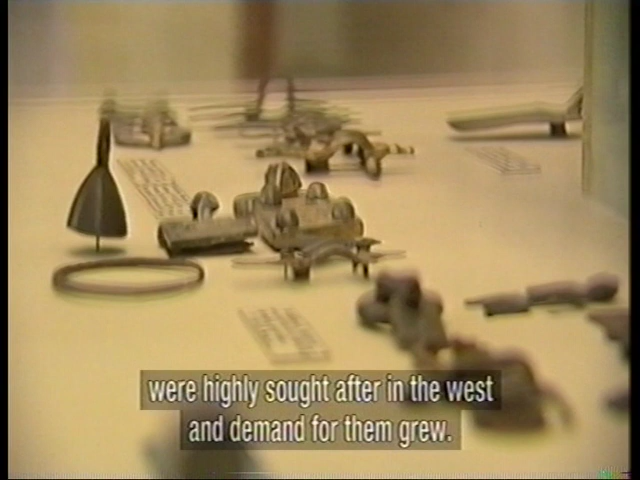 were highly sought after in the west
and demand for them grew.